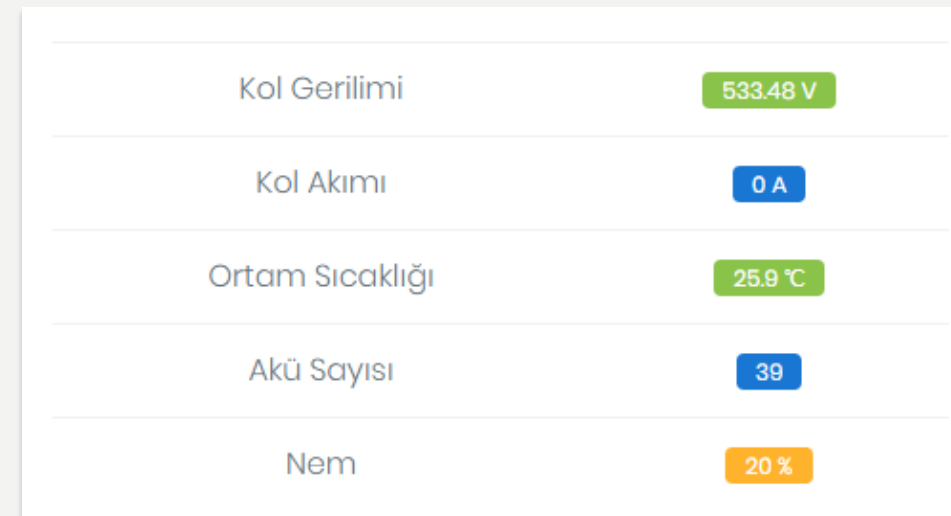 Kol Gerilimi 533.48 V
Kol Akımı 0 A
Ortam Sıcaklığı 25.9 ℃
Akü Sayısı 39
Nem 20 %